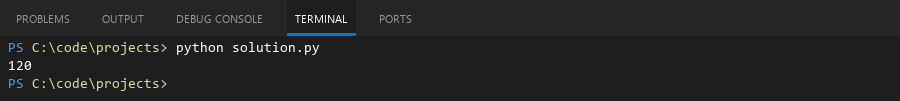 PROBLEMS OUTPUT DEBUG CONSOLE TERMINAL PORTS
PS C:\code\projects> python solution.py
120
PS C:\code\projects>